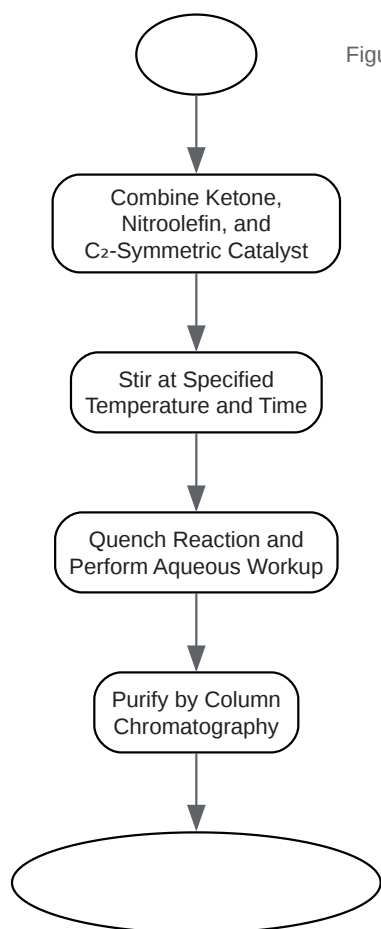 Figu
Combine Ketone,
Nitroolefin, and
C₂-Symmetric Catalyst
Stir at Specified
Temperature and Time
Quench Reaction and
Perform Aqueous Workup
Purify by Column
Chromatography